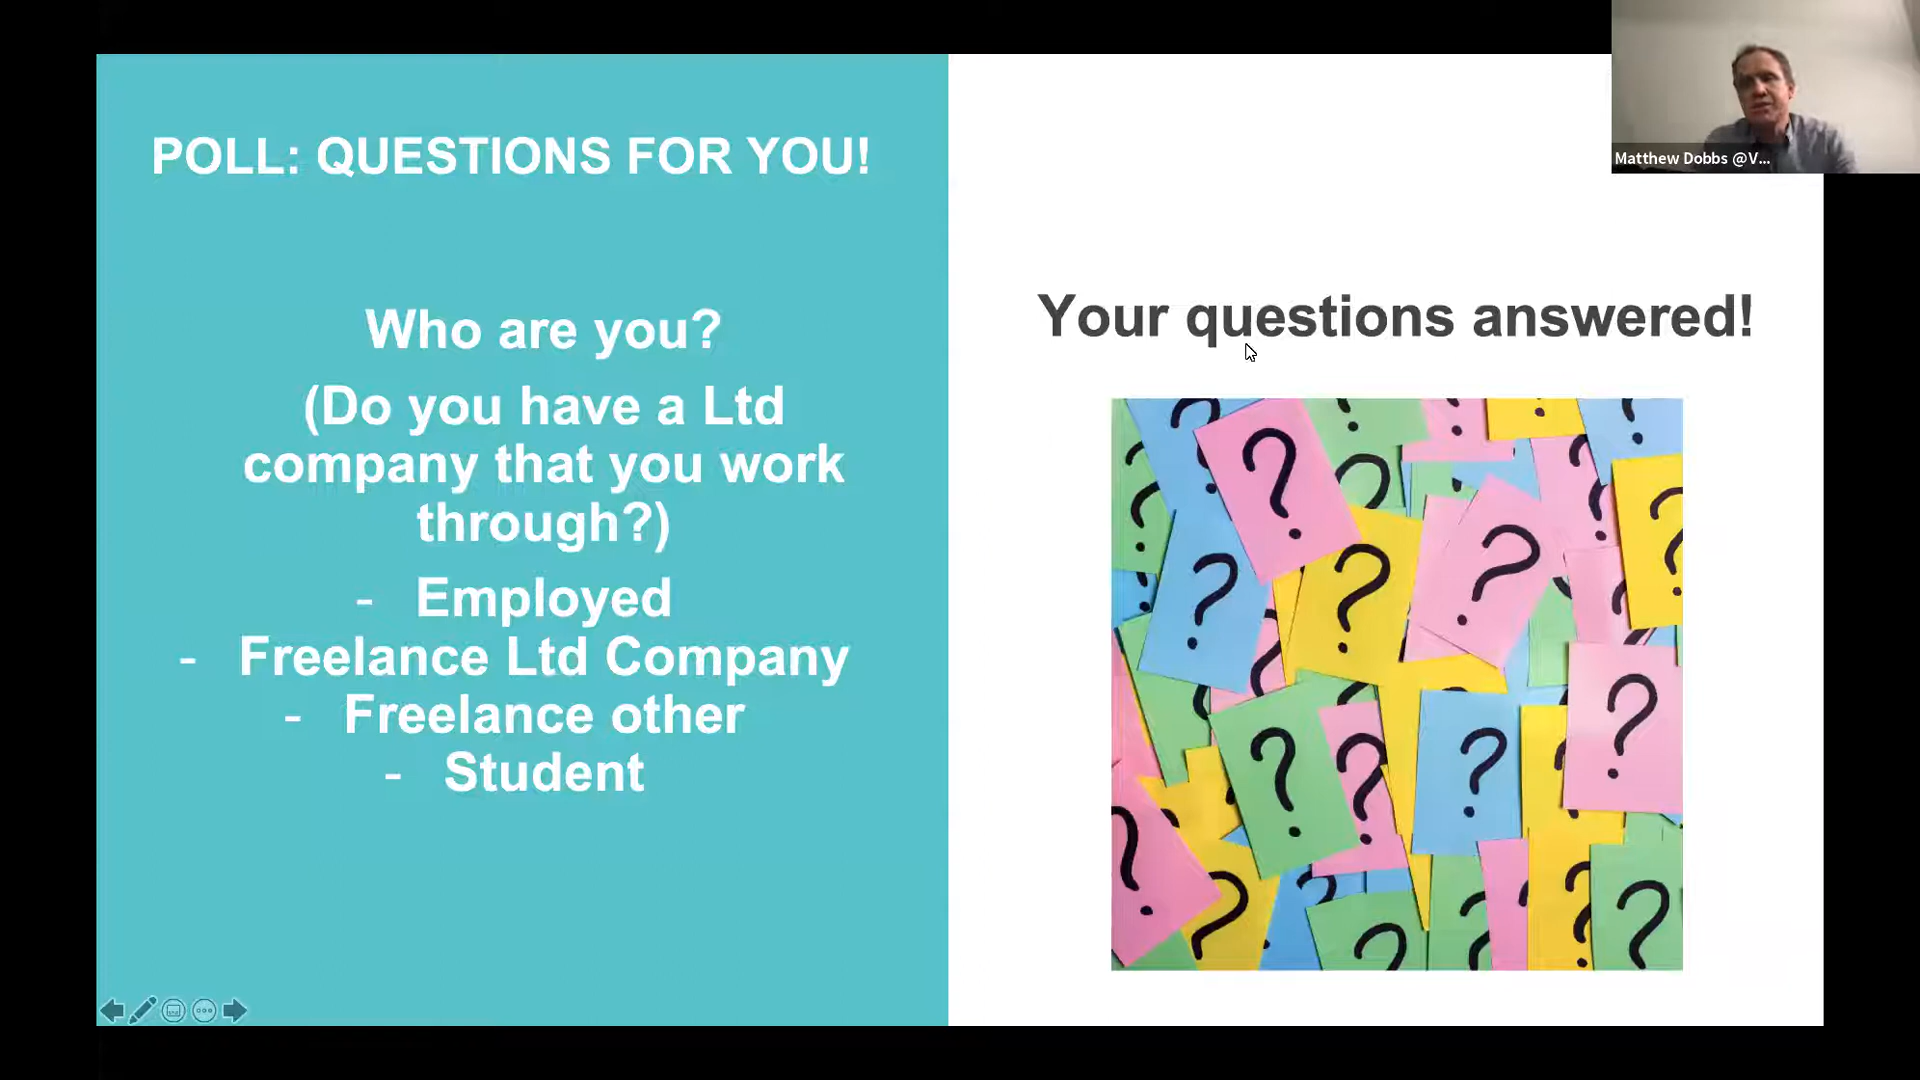 POLL: QUESTIONS FOR YOU!
Who are you?
(Do you have a Ltd
company that you work
through?)
- Employed
- Freelance Ltd Company
- Freelance other
- Student
Your questions answered!
Matthew Dobbs @V...